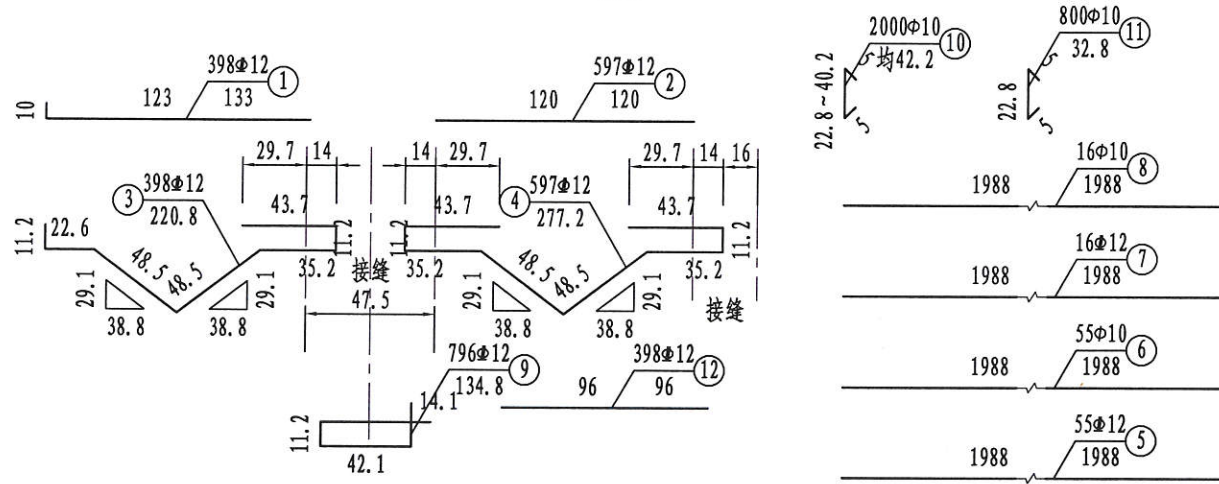 398Φ12 ①
10 123 133
597Φ12 ②
120 120
2000Φ10 ⑩
均42.2
22.8~40.2
5
5
800Φ10 ⑪
32.8
22.8
5
5
29.7 14 14 29.7 29.7 14 16
③ 398Φ12
220.8
43.7 43.7
④ 597Φ12
277.2
43.7
11.2 22.6
11.2 11.2
11.2
48.5 48.5
35.2 接缝 35.2
48.5 48.5
35.2
29.1 29.1
29.1 29.1
38.8 38.8
47.5
38.8 38.8
接缝
796Φ12 ⑨
134.8
14.1
11.2
42.1
398Φ12 ⑫
96 96
16Φ10 ⑧
1988 1988
16Φ12 ⑦
1988 1988
55Φ10 ⑥
1988 1988
55Φ12 ⑤
1988 1988